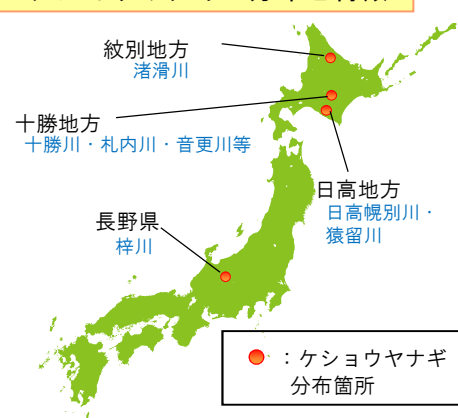 紋別地方
渚滑川
十勝地方
十勝川・札内川・音更川等
日高地方
日高幌別川・
猿留川
長野県
梓川
：ケショウヤナギ
分布箇所